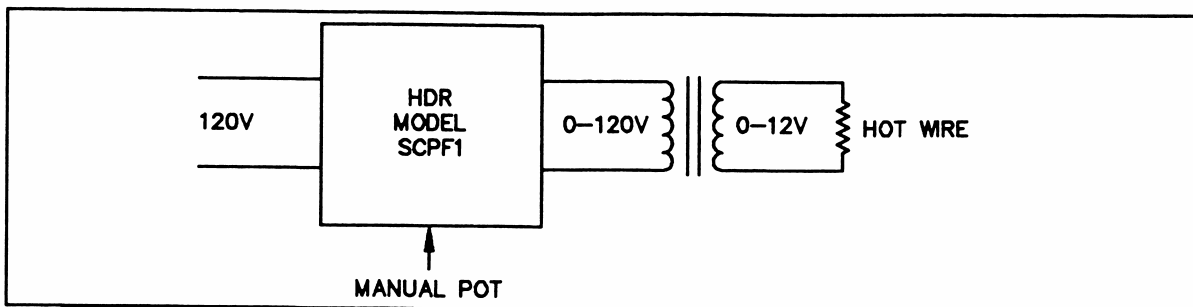 120V
HDR
MODEL
SCPF1
0–120V
0–12V
HOT WIRE
MANUAL POT